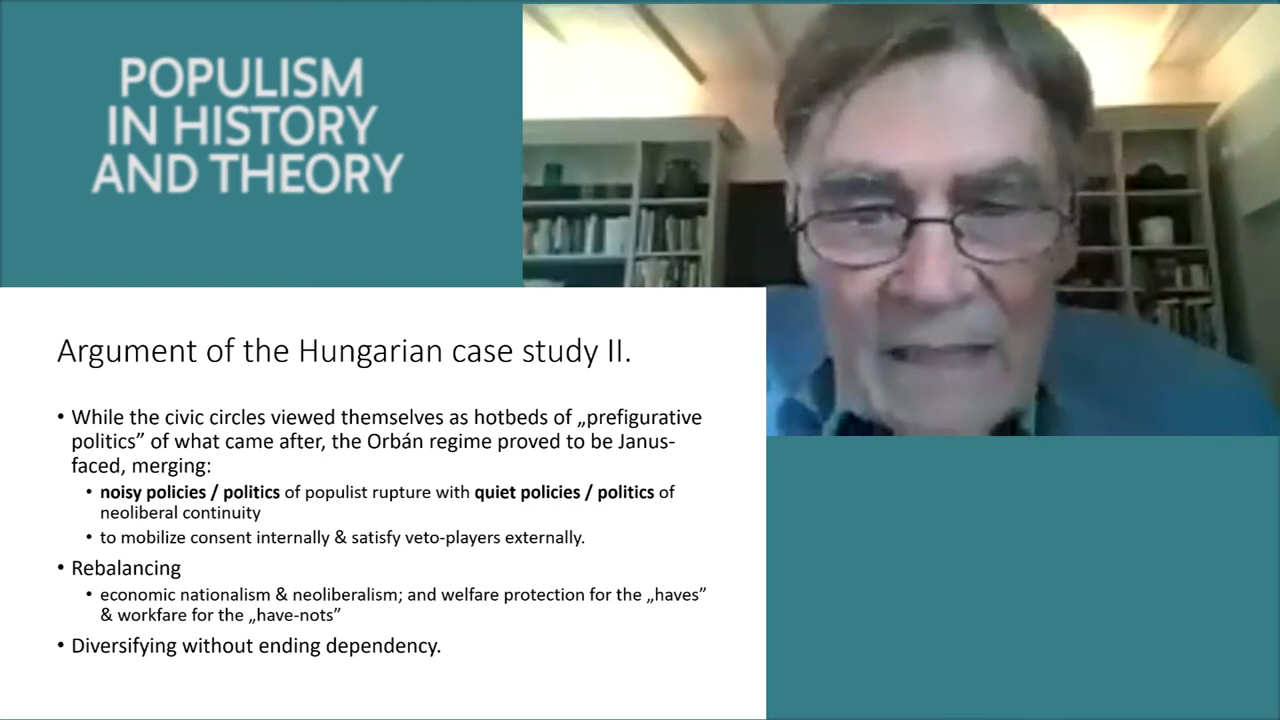 POPULISM
IN HISTORY
AND THEORY
Argument of the Hungarian case study II.
• While the civic circles viewed themselves as hotbeds of „prefigurative
politics” of what came after, the Orbán regime proved to be Janus-
faced, merging:
• noisy policies / politics of populist rupture with quiet policies / politics of
neoliberal continuity
• to mobilize consent internally & satisfy veto-players externally.
• Rebalancing
• economic nationalism & neoliberalism; and welfare protection for the „haves”
& workfare for the „have-nots”
• Diversifying without ending dependency.